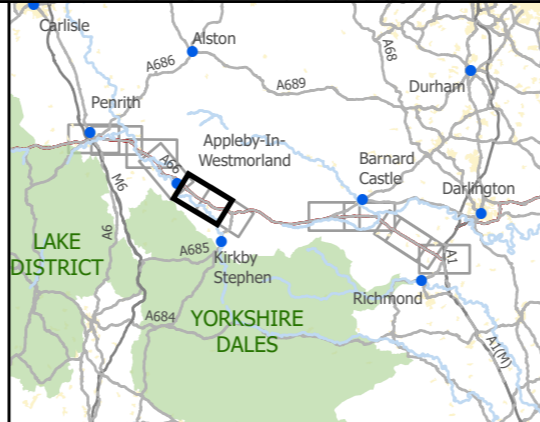 Carlisle
Alston
A686
A68
A689
Durham
Penrith
Appleby-In-
Westmorland
A66
Barnard
Castle
Darlington
M6
A6
LAKE
DISTRICT
A685
Kirkby
Stephen
A1
Richmond
A684
YORKSHIRE
DALES
A1(M)